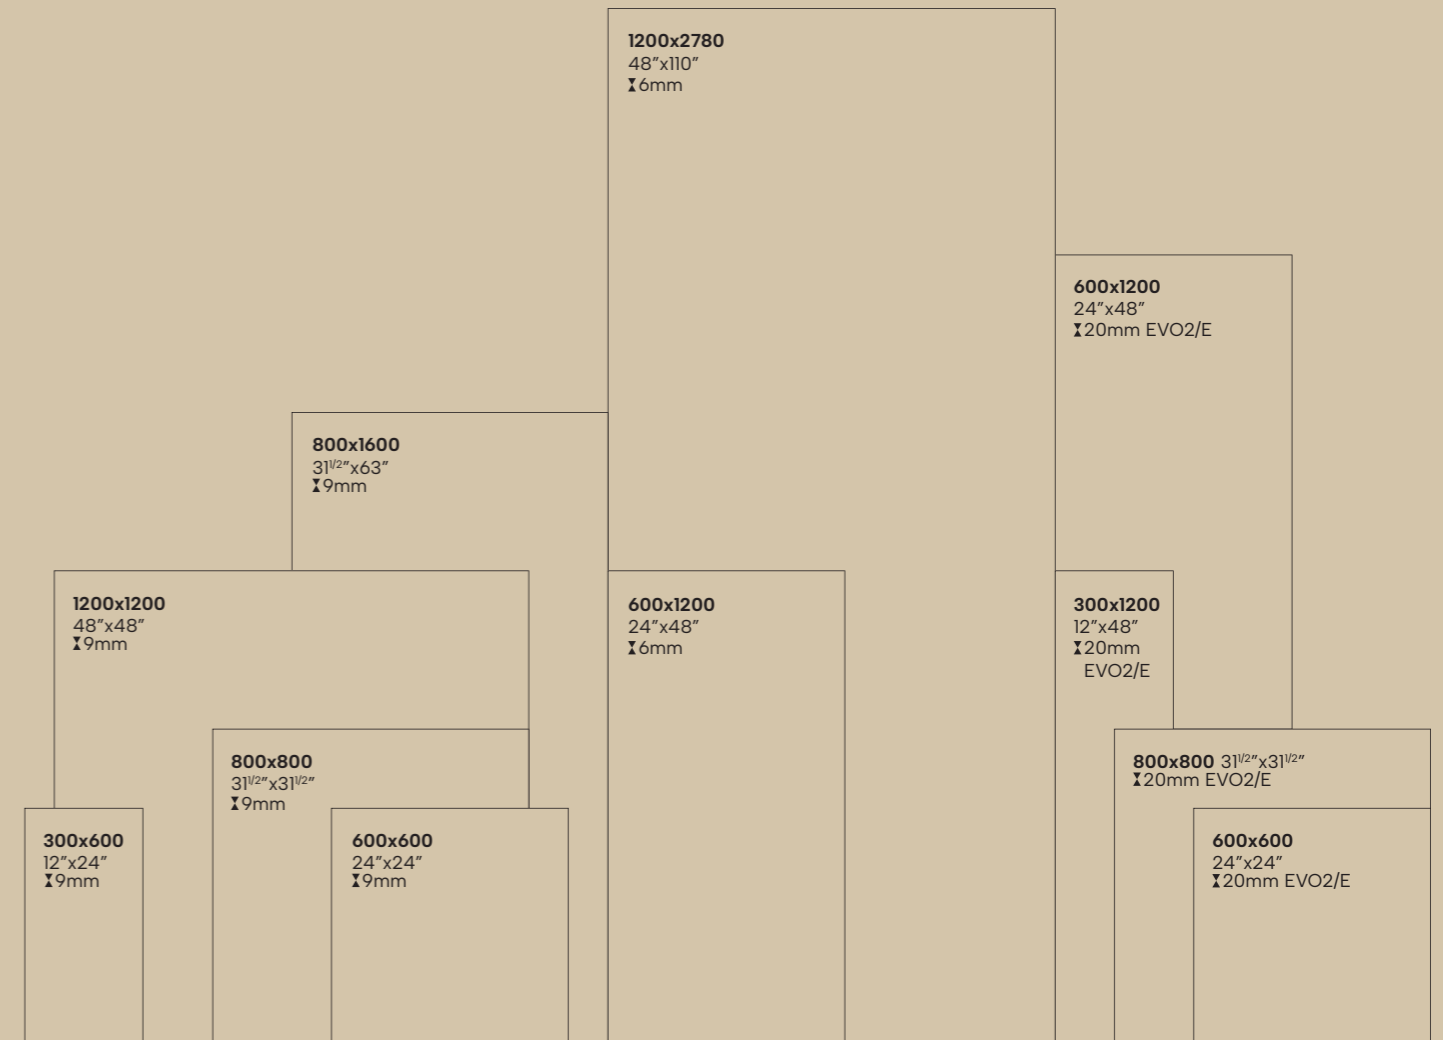 1200x2780
48”x110”
6mm
600x1200
24”x48”
20mm EVO2/E
800x1600
311/2”x63”
9mm
1200x1200
48”x48”
9mm
600x1200
24”x48”
6mm
300x1200
12”x48”
20mm
EVO2/E
800x800
311/2”x311/2”
9mm
800x800 311/2”x311/2”
20mm EVO2/E
300x600
12”x24”
9mm
600x600
24”x24”
9mm
600x600
24”x24”
20mm EVO2/E